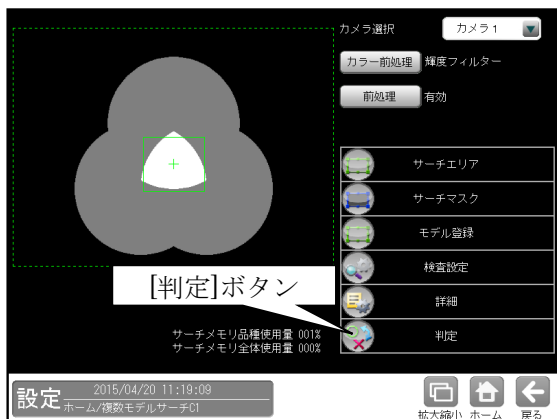 カメラ選択
カメラ1
カラー前処理
輝度フィルター
前処理
有効
サーチエリア
サーチマスク
モデル登録
検査設定
詳細
判定
[判定]ボタン
サーチメモリ品種使用量 001%
サーチメモリ全体使用量 000%
設定
2015/04/20 11:19:09
ホーム/複数モデルサーチC1
拡大縮小
ホーム
戻る